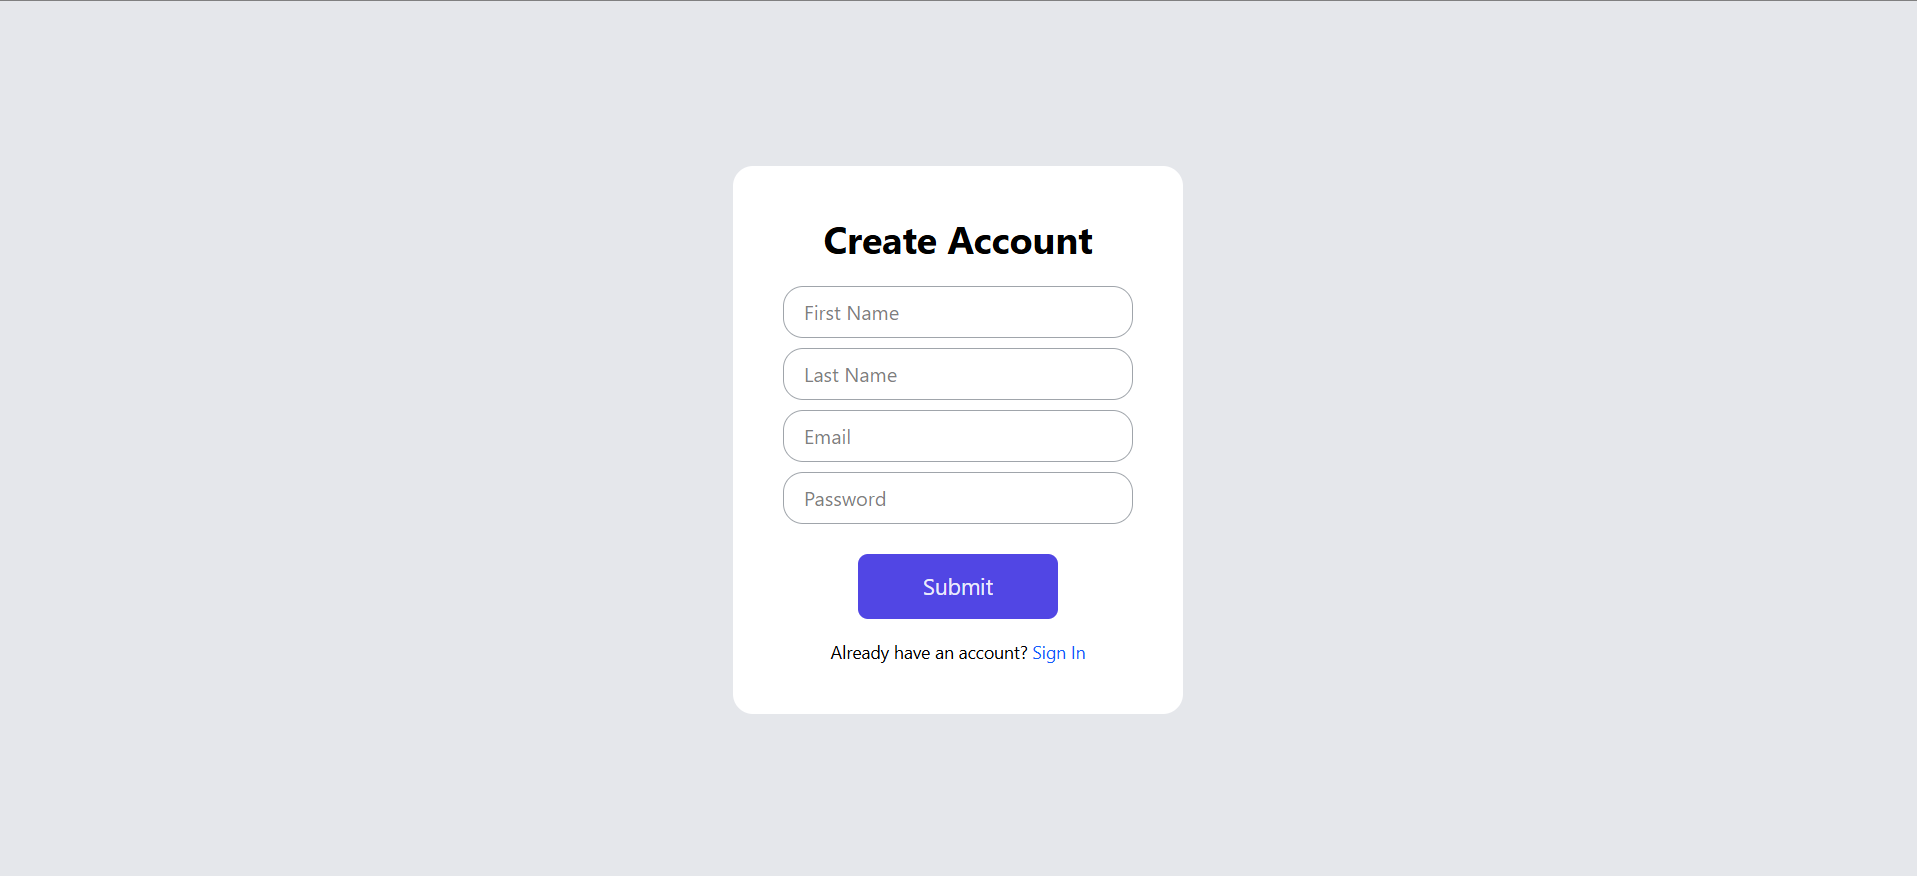 Create Account
First Name
Last Name
Email
Password
Submit
Already have an account? Sign In